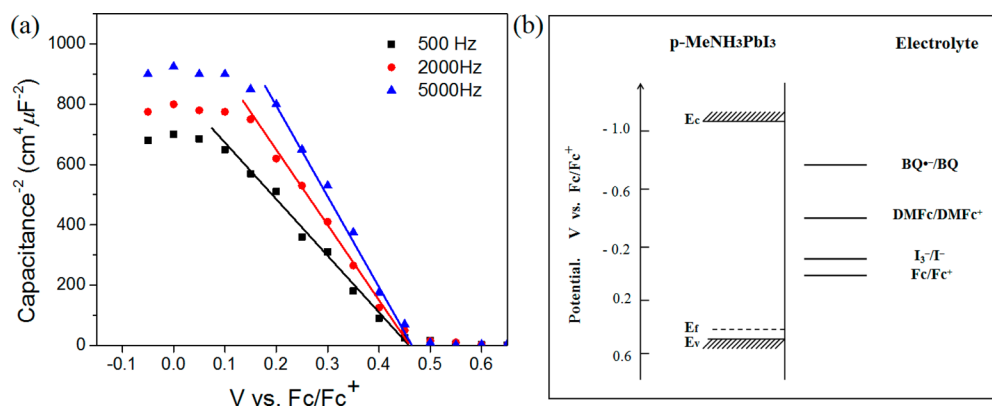 (a)
1000
800
600
400
200
0
Capacitance⁻² (cm⁴μF⁻²)
500 Hz
2000Hz
5000Hz
-0.1 0.0 0.1 0.2 0.3 0.4 0.5 0.6
V vs. Fc/Fc⁺
(b)
p-MeNH₃PbI₃ Electrolyte
Potential. V vs. Fc/Fc⁺
- 1.0
- 0.6
- 0.2
0.2
0.6
Ec
Ef
Ev
BQ•⁻/BQ
DMFc/DMFc⁺
I₃⁻/I⁻
Fc/Fc⁺